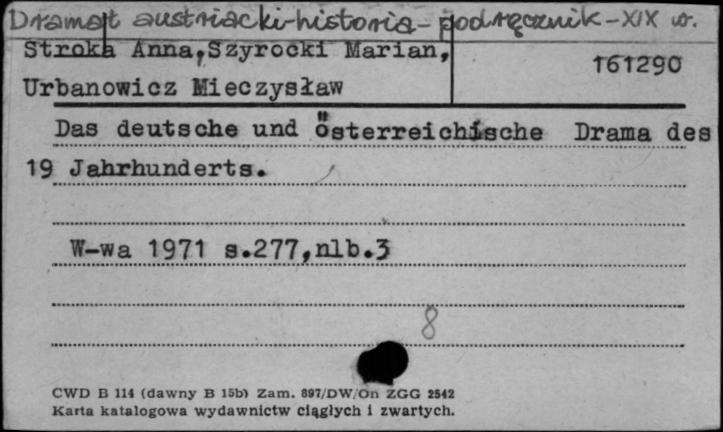 Dramat austriacki-historia-podręcznik-XIX w.
Stroka Anna,Szyrocki Marian,
161290
Urbanowicz Mieczysław
Das deutsche und österreichische Drama des
19 Jahrhunderts.
W-wa 1971 s.277,nlb.3
8
CWD B 114 (dawny B 15b) Zam. 897/DW/On ZGG 2542
Karta katalogowa wydawnictw ciągłych i zwartych.